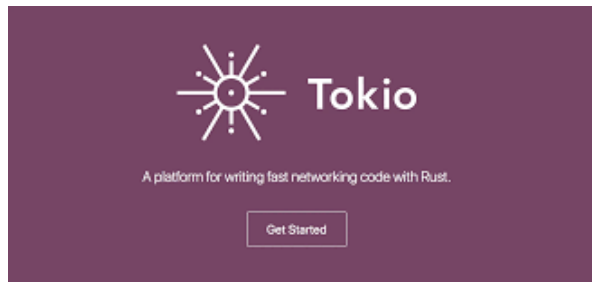 Tokio
A platform for writing fast networking code with Rust.
Get Started